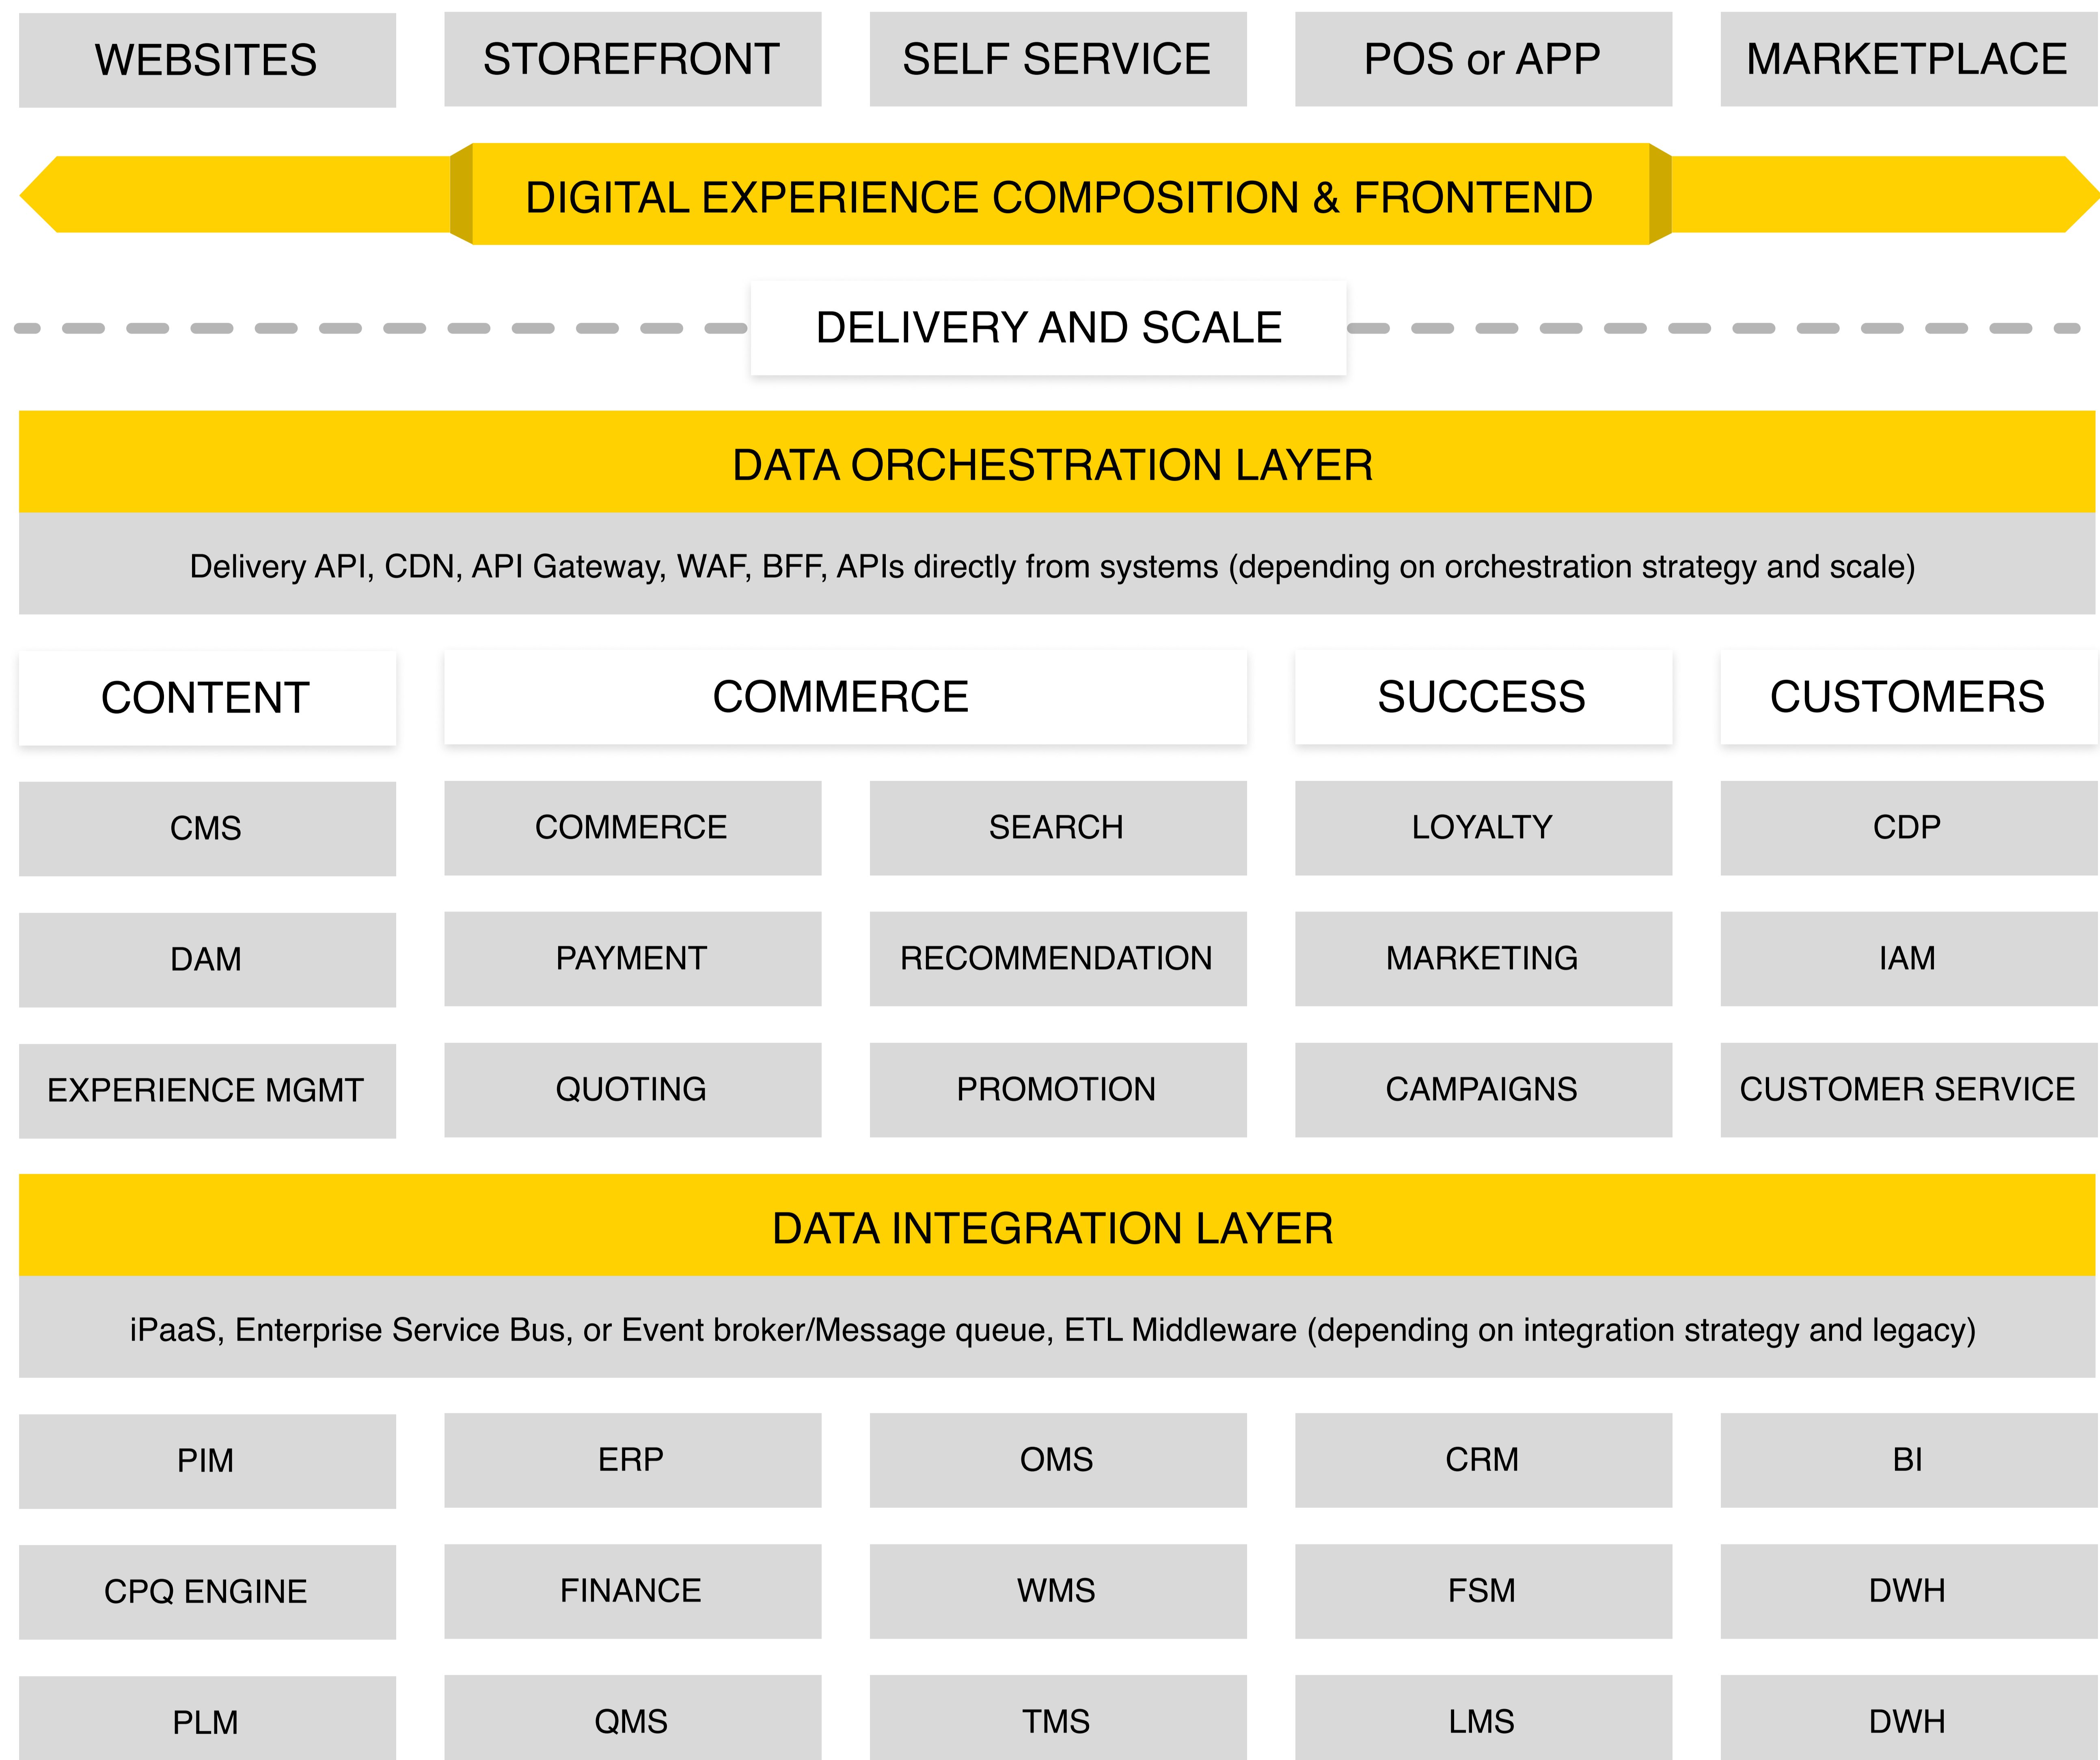 WEBSITES
STOREFRONT
SELF SERVICE
POS or APP
MARKETPLACE
DIGITAL EXPERIENCE COMPOSITION & FRONTEND
DELIVERY AND SCALE
DATA ORCHESTRATION LAYER
Delivery API, CDN, API Gateway, WAF, BFF, APIs directly from systems (depending on orchestration strategy and scale)
CONTENT
COMMERCE
SUCCESS
CUSTOMERS
CMS
COMMERCE
SEARCH
LOYALTY
CDP
DAM
PAYMENT
RECOMMENDATION
MARKETING
IAM
EXPERIENCE MGMT
QUOTING
PROMOTION
CAMPAIGNS
CUSTOMER SERVICE
DATA INTEGRATION LAYER
iPaaS, Enterprise Service Bus, or Event broker/Message queue, ETL Middleware (depending on integration strategy and legacy)
PIM
ERP
OMS
CRM
BI
CPQ ENGINE
FINANCE
WMS
FSM
DWH
PLM
QMS
TMS
LMS
DWH